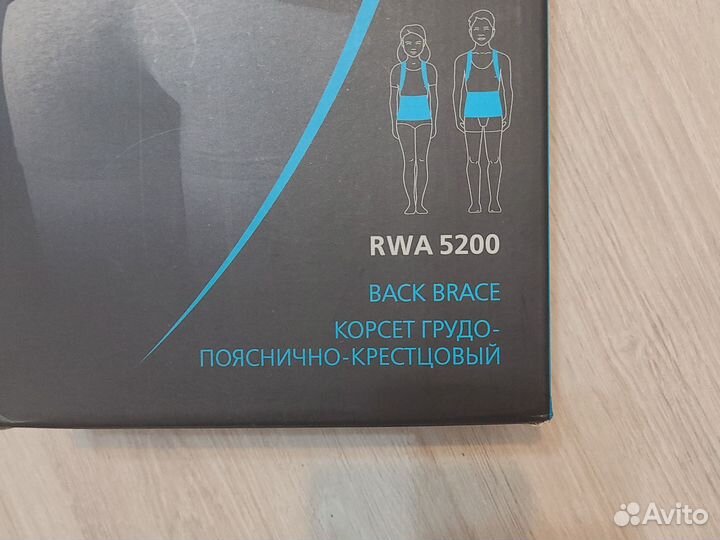 RWA 5200
BACK BRACE
КОРСЕТ ГРУДО-
ПОЯСНИЧНО-КРЕСТЦОВЫЙ
Avito